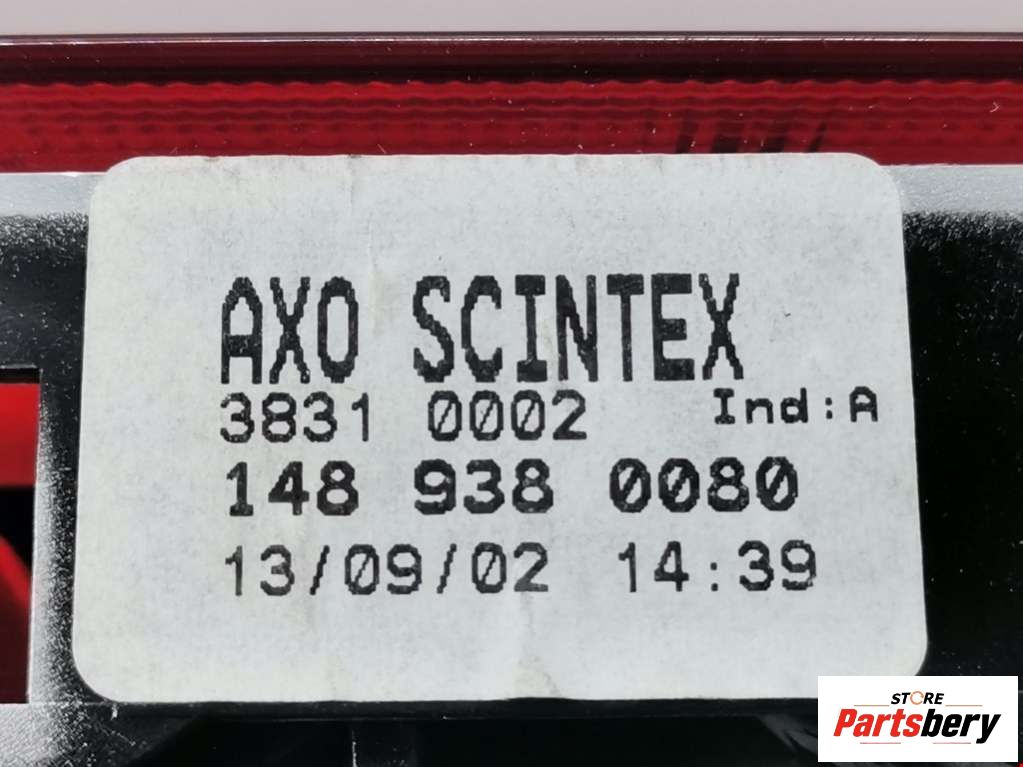 AXO SCINTEX
3831 0002 Ind:A
148 938 0080
13/09/02 14:39
STORE
Partsbery